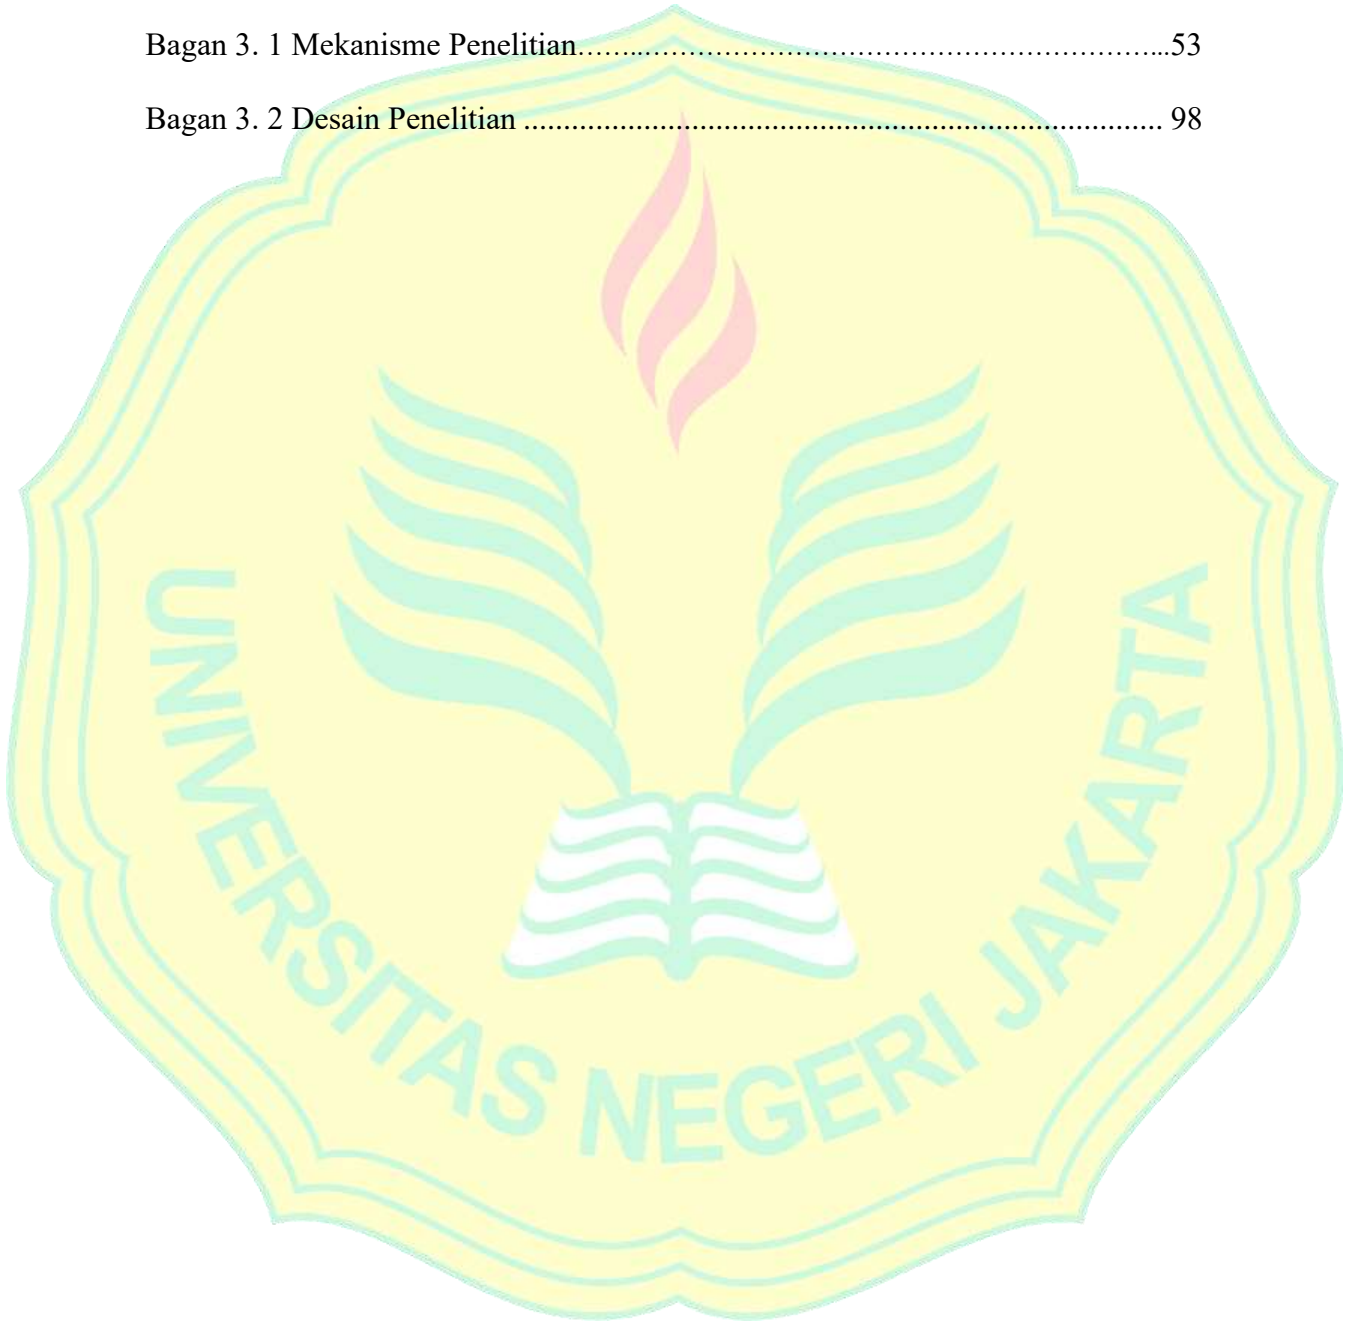 Bagan 3. 1 Mekanisme Penelitian……...…………………………………………………...53
Bagan 3. 2 Desain Penelitian ................................................................................ 98
UNIVERSITAS NEGERI JAKARTA